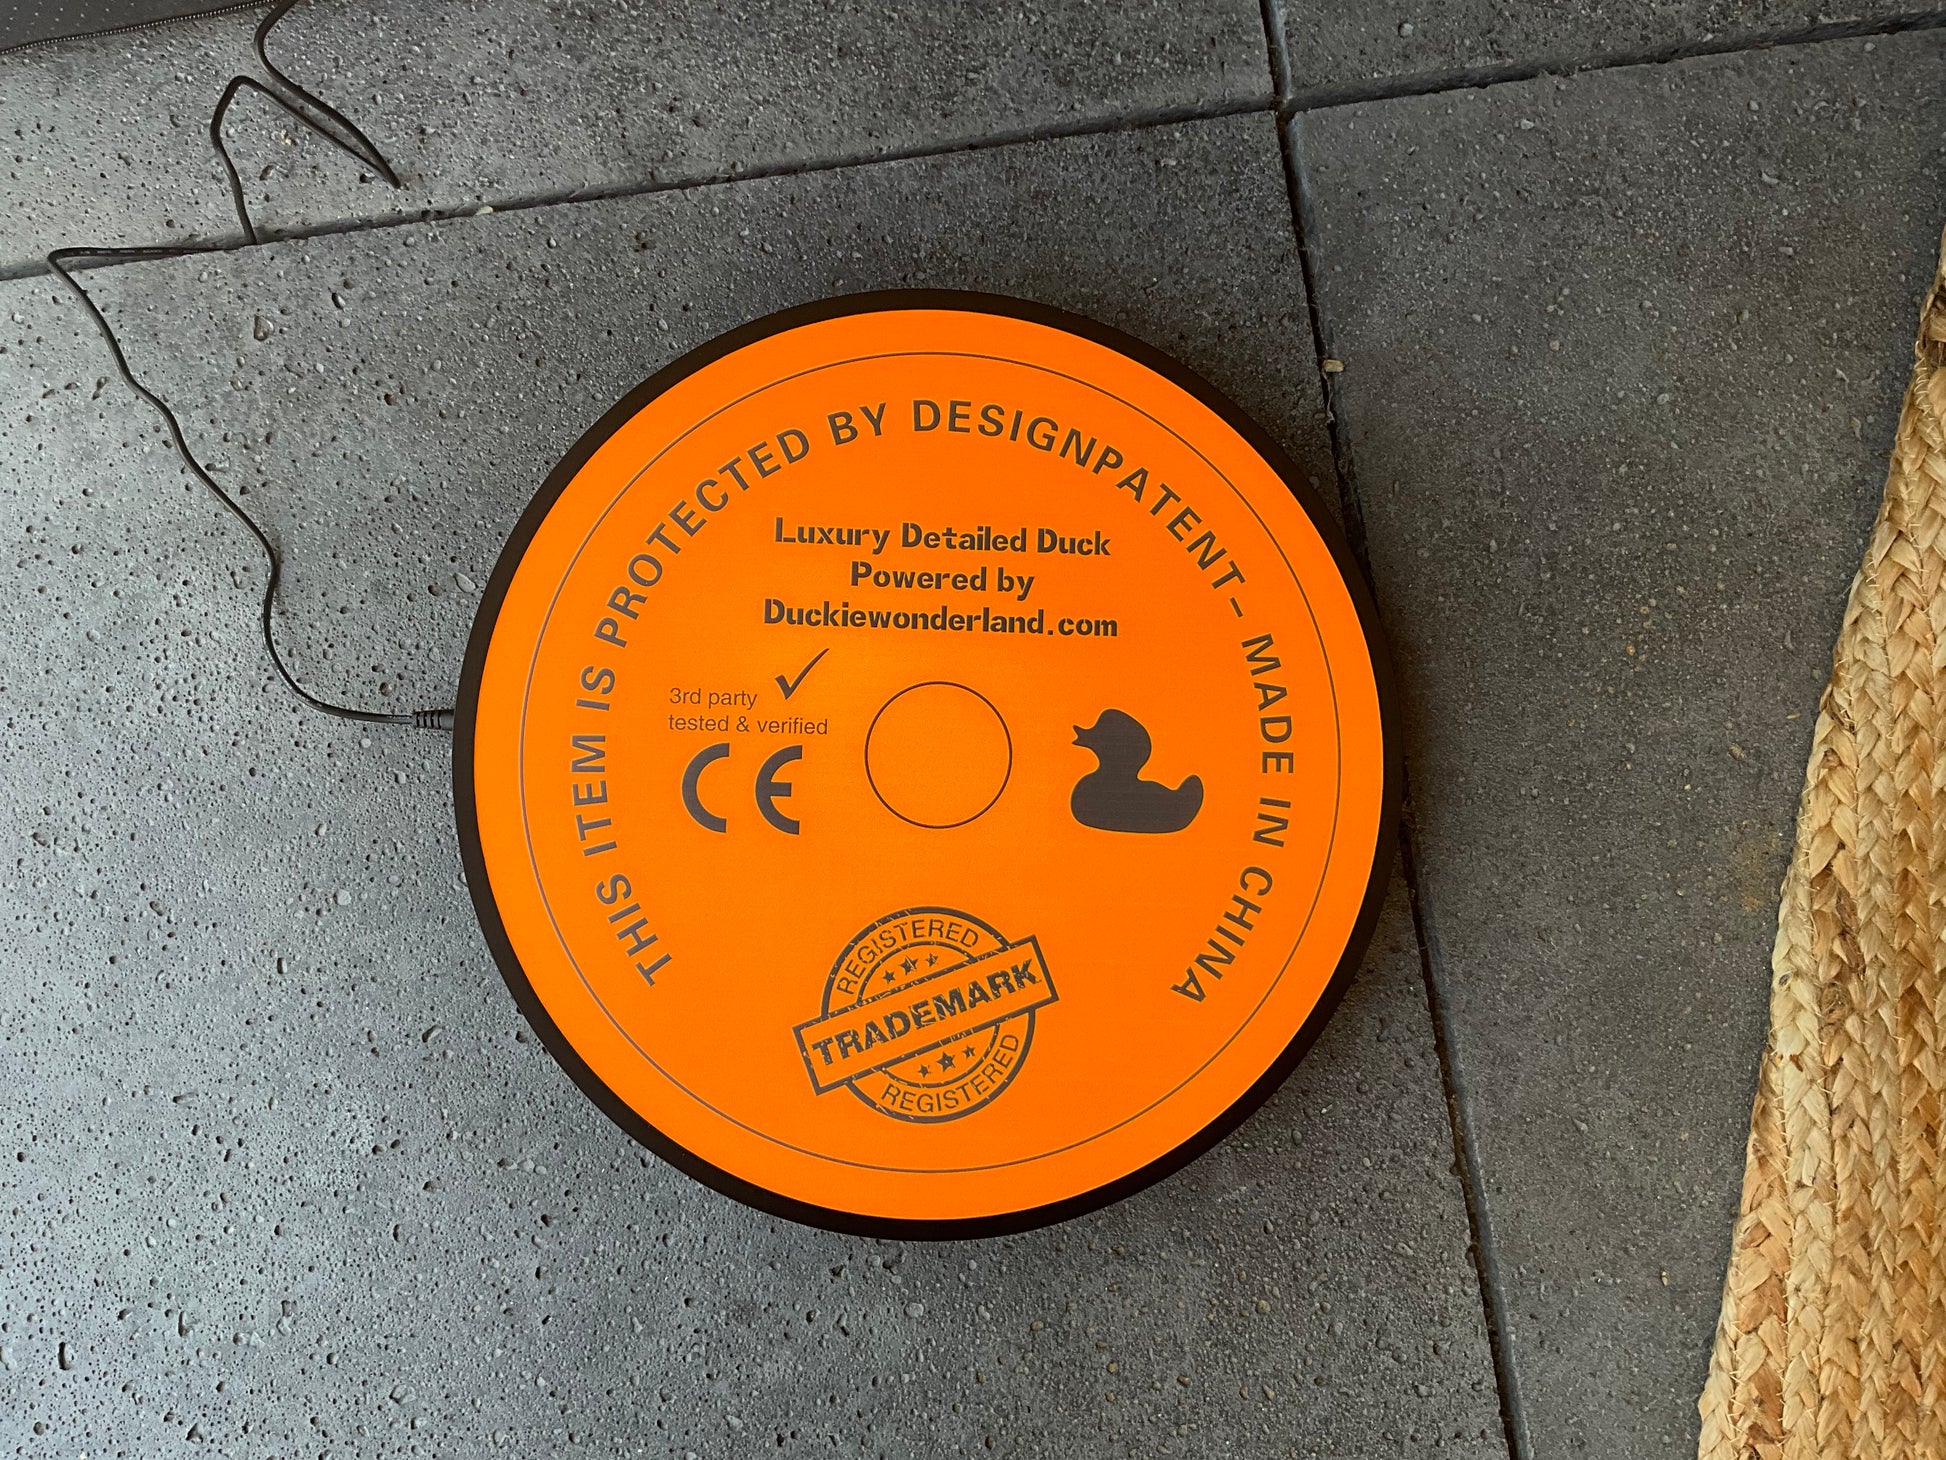 THIS ITEM IS PROTECTED BY DESIGNPATENT- MADE IN CHINA
Luxury Detailed Duck
Powered by
Duckiewonderland.com
3rd party
tested & verified
CE
REGISTERED
TRADEMARK
REGISTERED